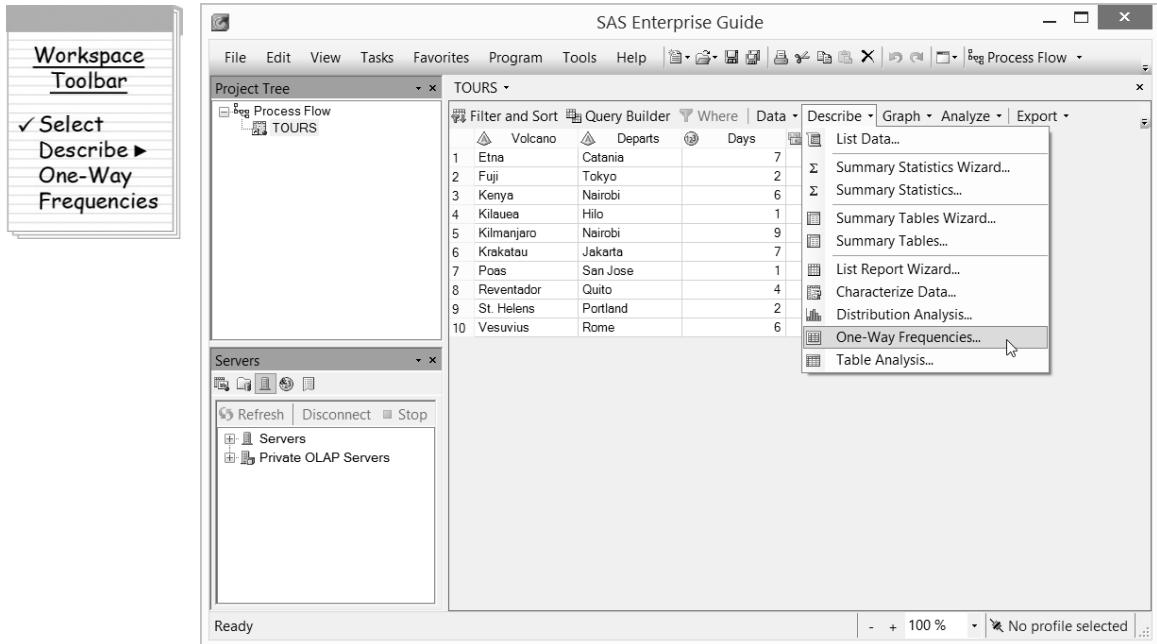 Workspace
Toolbar
✓ Select
Describe ▶
One-Way
Frequencies
SAS Enterprise Guide
File Edit View Tasks Favorites Program Tools Help Process Flow
Project Tree
Process Flow
TOURS
Servers
Refresh Disconnect Stop
Servers
Private OLAP Servers
TOURS
Filter and Sort Query Builder Where Data Describe Graph Analyze Export
Volcano Departs Days
1 Etna Catania 7
2 Fuji Tokyo 2
3 Kenya Nairobi 6
4 Kilauea Hilo 1
5 Kilmanjaro Nairobi 9
6 Krakatau Jakarta 7
7 Poas San Jose 1
8 Reventador Quito 4
9 St. Helens Portland 2
10 Vesuvius Rome 6
List Data...
Summary Statistics Wizard...
Summary Statistics...
Summary Tables Wizard...
Summary Tables...
List Report Wizard...
Characterize Data...
Distribution Analysis...
One-Way Frequencies...
Table Analysis...
Ready
- + 100 % No profile selected